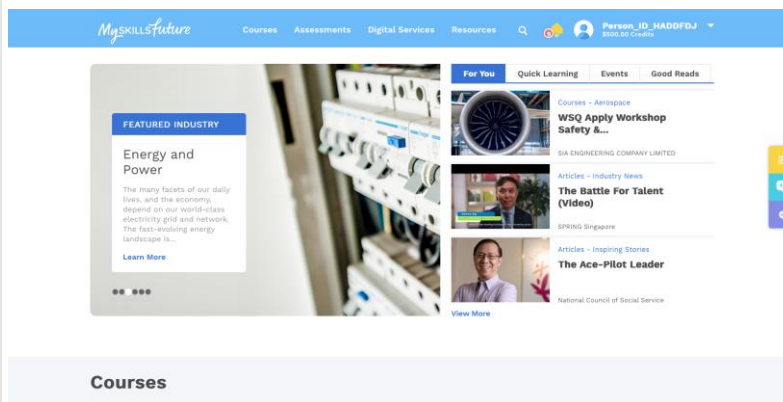 MySKILLSfuture
Courses
Assessments
Digital Services
Resources
Person_ID_HADDFDJ
$500.00 Credits
FEATURED INDUSTRY
Energy and
Power
The many facets of our daily
lives, and the economy,
depend on our world-class
electricity grid and network.
The fast-evolving energy
landscape is...
Learn More
For You
Quick Learning
Events
Good Reads
Courses - Aerospace
WSQ Apply Workshop
Safety &...
SIA ENGINEERING COMPANY LIMITED
Articles - Industry News
The Battle For Talent
(Video)
SPRING Singapore
Articles - Inspiring Stories
The Ace-Pilot Leader
National Council of Social Service
View More
Courses